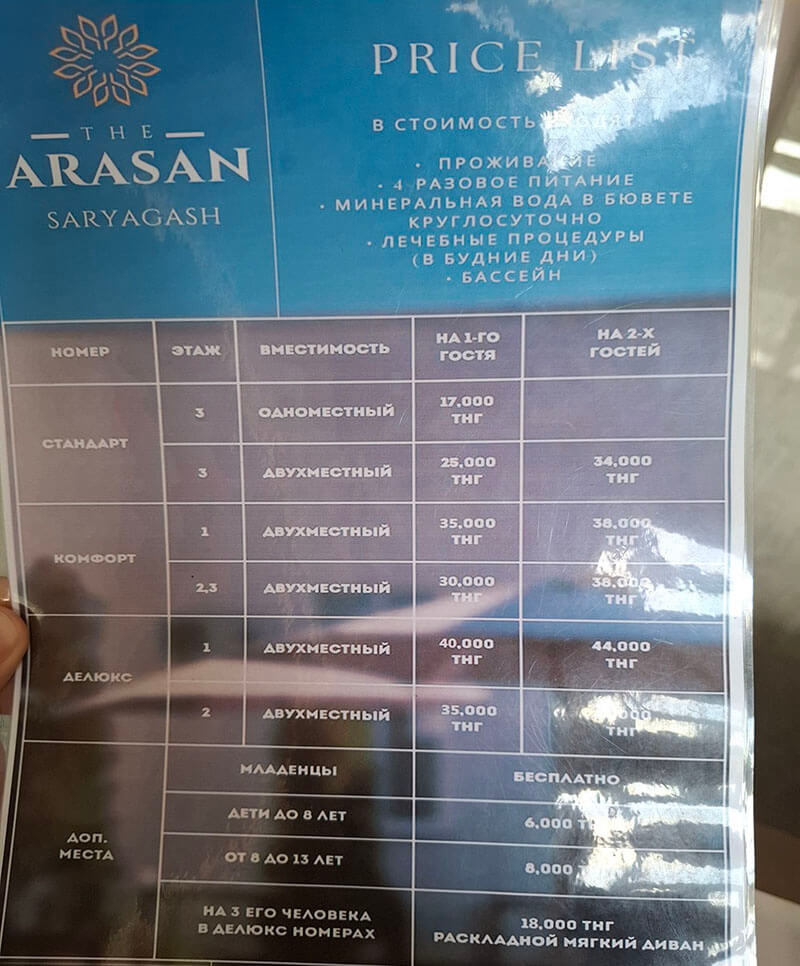 THE
ARASAN
SARYAGASH
PRICE LIST
В СТОИМОСТЬ
• ПРОЖИВАНИЕ
• 4 РАЗОВОЕ ПИТАНИЕ
• МИНЕРАЛЬНАЯ ВОДА В БЮВЕТЕ
КРУГЛОСУТОЧНО
• ЛЕЧЕБНЫЕ ПРОЦЕДУРЫ
(В БУДНИЕ ДНИ)
• БАССЕЙН
НОМЕР ЭТАЖ ВМЕСТИМОСТЬ НА 1-ГО ГОСТЯ НА 2-Х ГОСТЕЙ
СТАНДАРТ
3 ОДНОМЕСТНЫЙ 17,000 ТНГ
3 ДВУХМЕСТНЫЙ 25,000 ТНГ 34,000 ТНГ
КОМФОРТ
1 ДВУХМЕСТНЫЙ 35,000 ТНГ 38,000 ТНГ
2,3 ДВУХМЕСТНЫЙ 30,000 ТНГ 38,000 ТНГ
ДЕЛЮКС
1 ДВУХМЕСТНЫЙ 40,000 ТНГ 44,000 ТНГ
2 ДВУХМЕСТНЫЙ 35,000 ТНГ ТНГ
ДОП. МЕСТА
МЛАДЕНЦЫ БЕСПЛАТНО
ДЕТИ ДО 8 ЛЕТ 6,000
ОТ 8 ДО 13 ЛЕТ 8,000
НА 3 ЕГО ЧЕЛОВЕКА В ДЕЛЮКС НОМЕРАХ 18,000 ТНГ РАСКЛАДНОЙ МЯГКИЙ ДИВАН